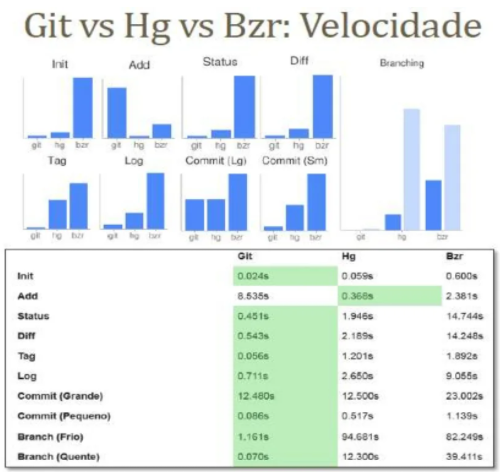 Git vs Hg vs Bzr: Velocidade
Init Add Status Diff Branching
git hg bzr git hg bzr git hg bzr git hg bzr
Tag Log Commit (Lg) Commit (Sm)
git hg bzr git hg bzr git hg bzr git hg bzr git hg bzr
Git Hg Bzr
Init 0.024s 0.059s 0.600s
Add 8.535s 0.368s 2.381s
Status 0.451s 1.946s 14.744s
Diff 0.543s 2.189s 14.248s
Tag 0.056s 1.201s 1.892s
Log 0.711s 2.650s 9.055s
Commit (Grande) 12.480s 12.500s 23.002s
Commit (Pequeno) 0.086s 0.517s 1.139s
Branch (Frio) 1.161s 94.681s 82.249s
Branch (Quente) 0.070s 12.300s 39.411s